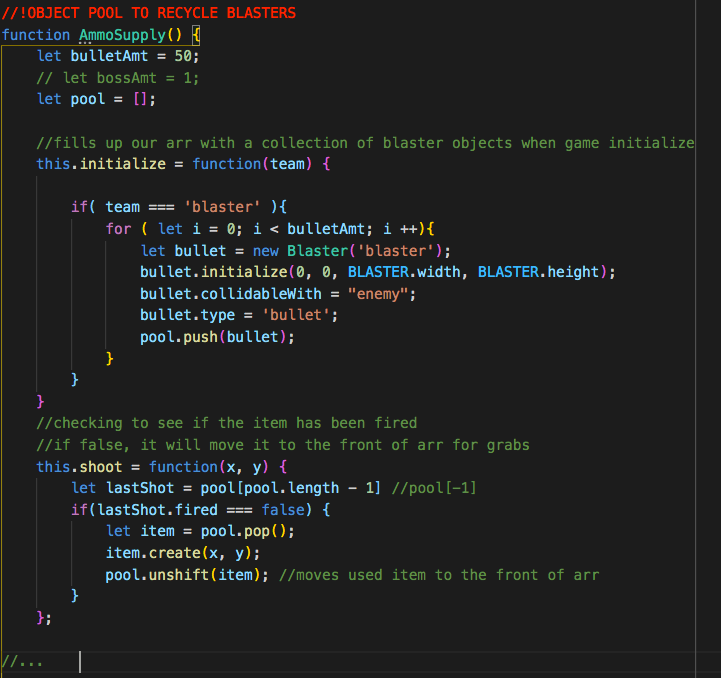 //!OBJECT POOL TO RECYCLE BLASTERS
function AmmoSupply() {
    let bulletAmt = 50;
    // let bossAmt = 1;
    let pool = [];

    //fills up our arr with a collection of blaster objects when game initialize
    this.initialize = function(team) {

        if( team === 'blaster' ){
            for ( let i = 0; i < bulletAmt; i ++){
                let bullet = new Blaster('blaster');
                bullet.initialize(0, 0, BLASTER.width, BLASTER.height);
                bullet.collidableWith = "enemy";
                bullet.type = 'bullet';
                pool.push(bullet);
            }
        }
    }
    //checking to see if the item has been fired
    //if false, it will move it to the front of arr for grabs
    this.shoot = function(x, y) {
        let lastShot = pool[pool.length - 1] //pool[-1]
        if(lastShot.fired === false) {
            let item = pool.pop();
            item.create(x, y);
            pool.unshift(item); //moves used item to the front of arr
        }
    };

//...